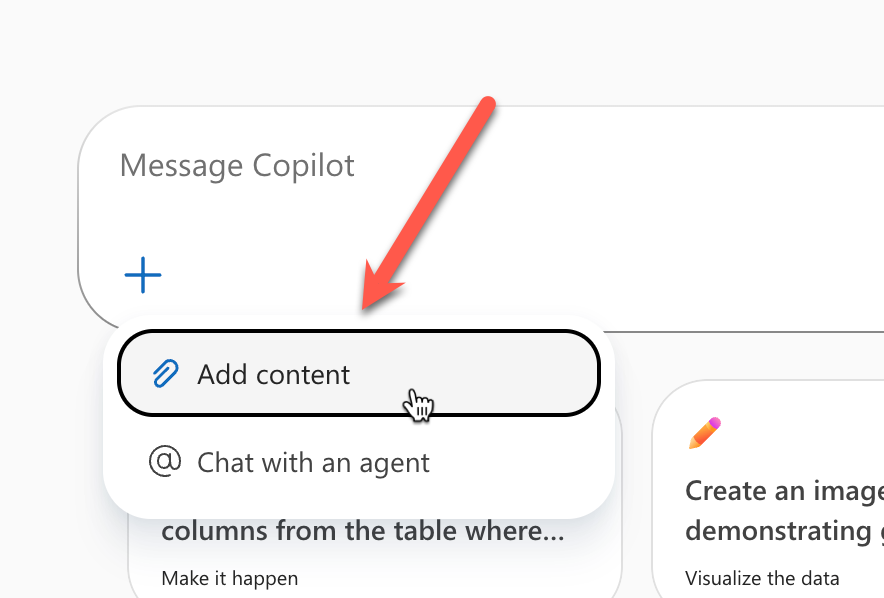 Message Copilot
Add content
Chat with an agent
columns from the table where...
Make it happen
Create an image
demonstrating
Visualize the data